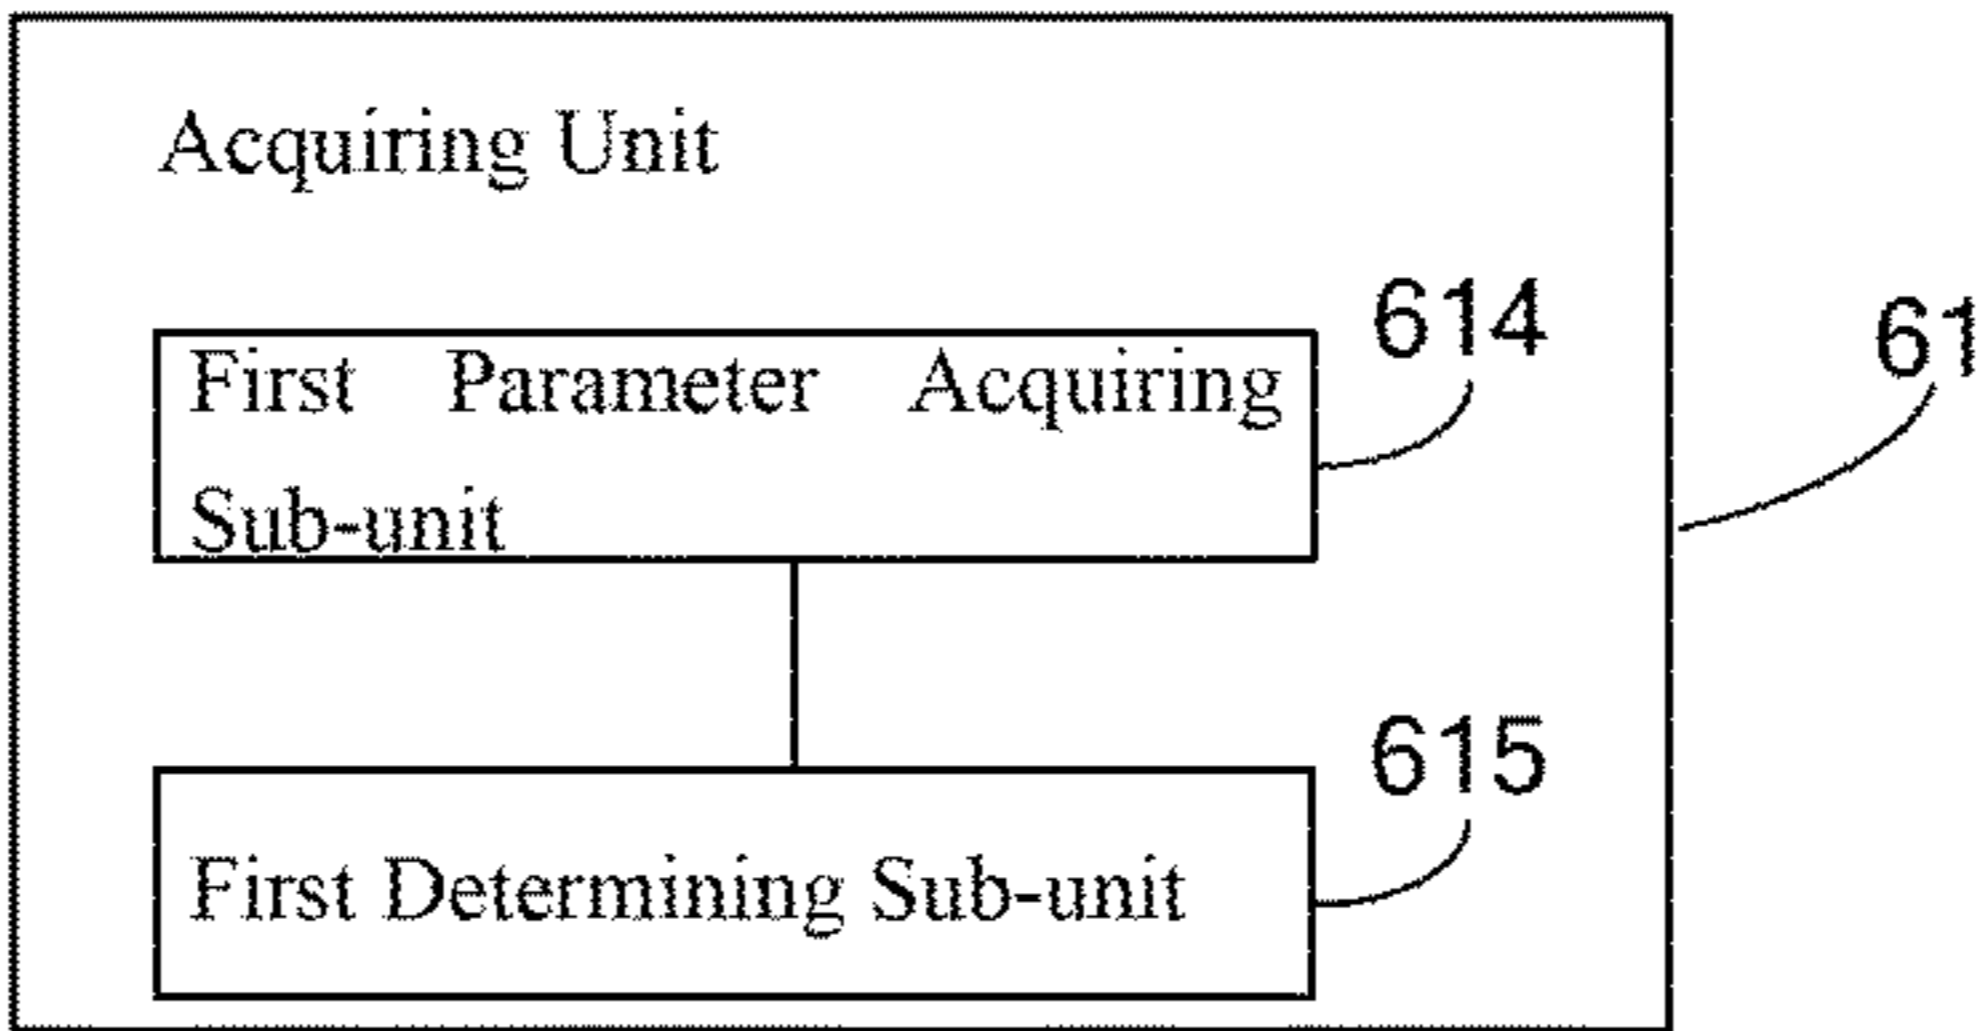 Acquiring Unit
614
61
First Parameter Acquiring
Sub-unit
615
First Determining Sub-unit